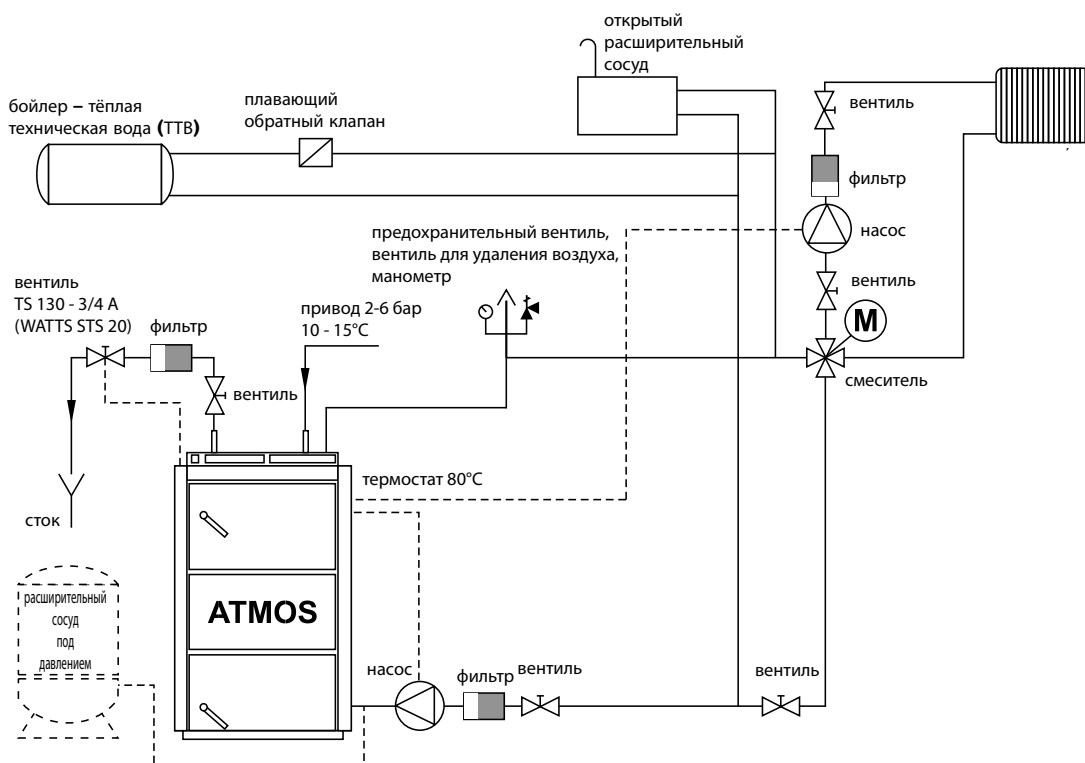 открытый
расширительный
сосуд
бойлер – тёплая
техническая вода (ТТВ)
плавающий
обратный клапан
вентиль
фильтр
насос
предохранительный вентиль,
вентиль для удаления воздуха,
манометр
вентиль
вентиль
TS 130 - 3/4 A
(WATTS STS 20)
фильтр
привод 2-6 бар
10 - 15°C
M
смеситель
вентиль
термостат 80°C
сток
расширительный
сосуд
под
давлением
ATMOS
насос
фильтр
вентиль
вентиль